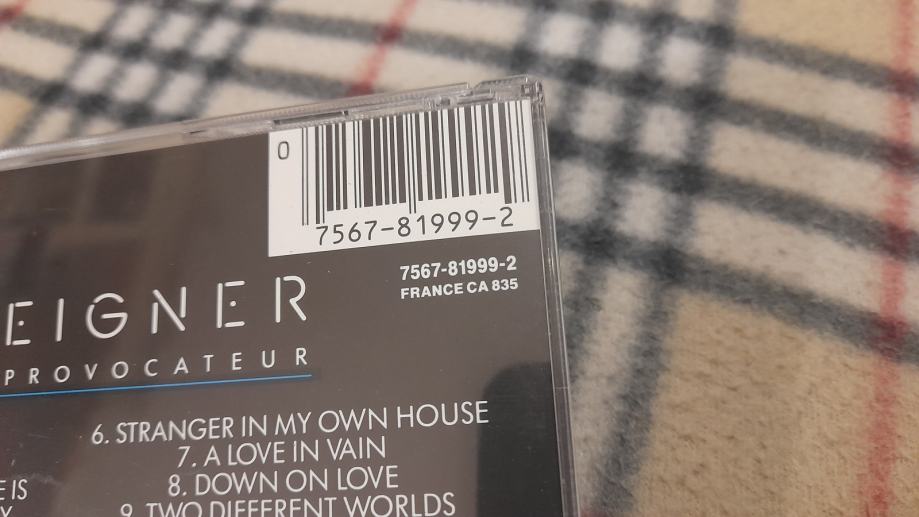 0
7567-81999-2
7567-81999-2
FRANCE CA 835
EIGNER
PROVOCATEUR
6. STRANGER IN MY OWN HOUSE
7. A LOVE IN VAIN
8. DOWN ON LOVE
E IS
9. TWO DIFFERENT WORLDS
Y